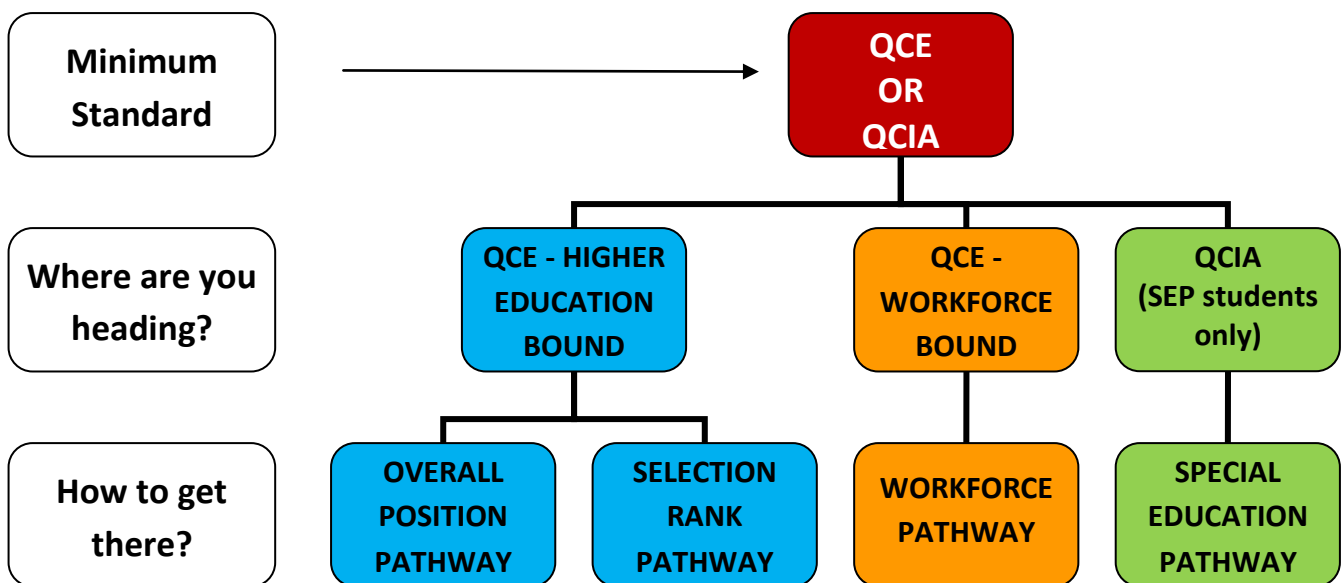 Minimum
Standard
QCE
OR
QCIA
Where are you
heading?
QCE - HIGHER
EDUCATION
BOUND
QCE -
WORKFORCE
BOUND
QCIA
(SEP students
only)
How to get
there?
OVERALL
POSITION
PATHWAY
SELECTION
RANK
PATHWAY
WORKFORCE
PATHWAY
SPECIAL
EDUCATION
PATHWAY